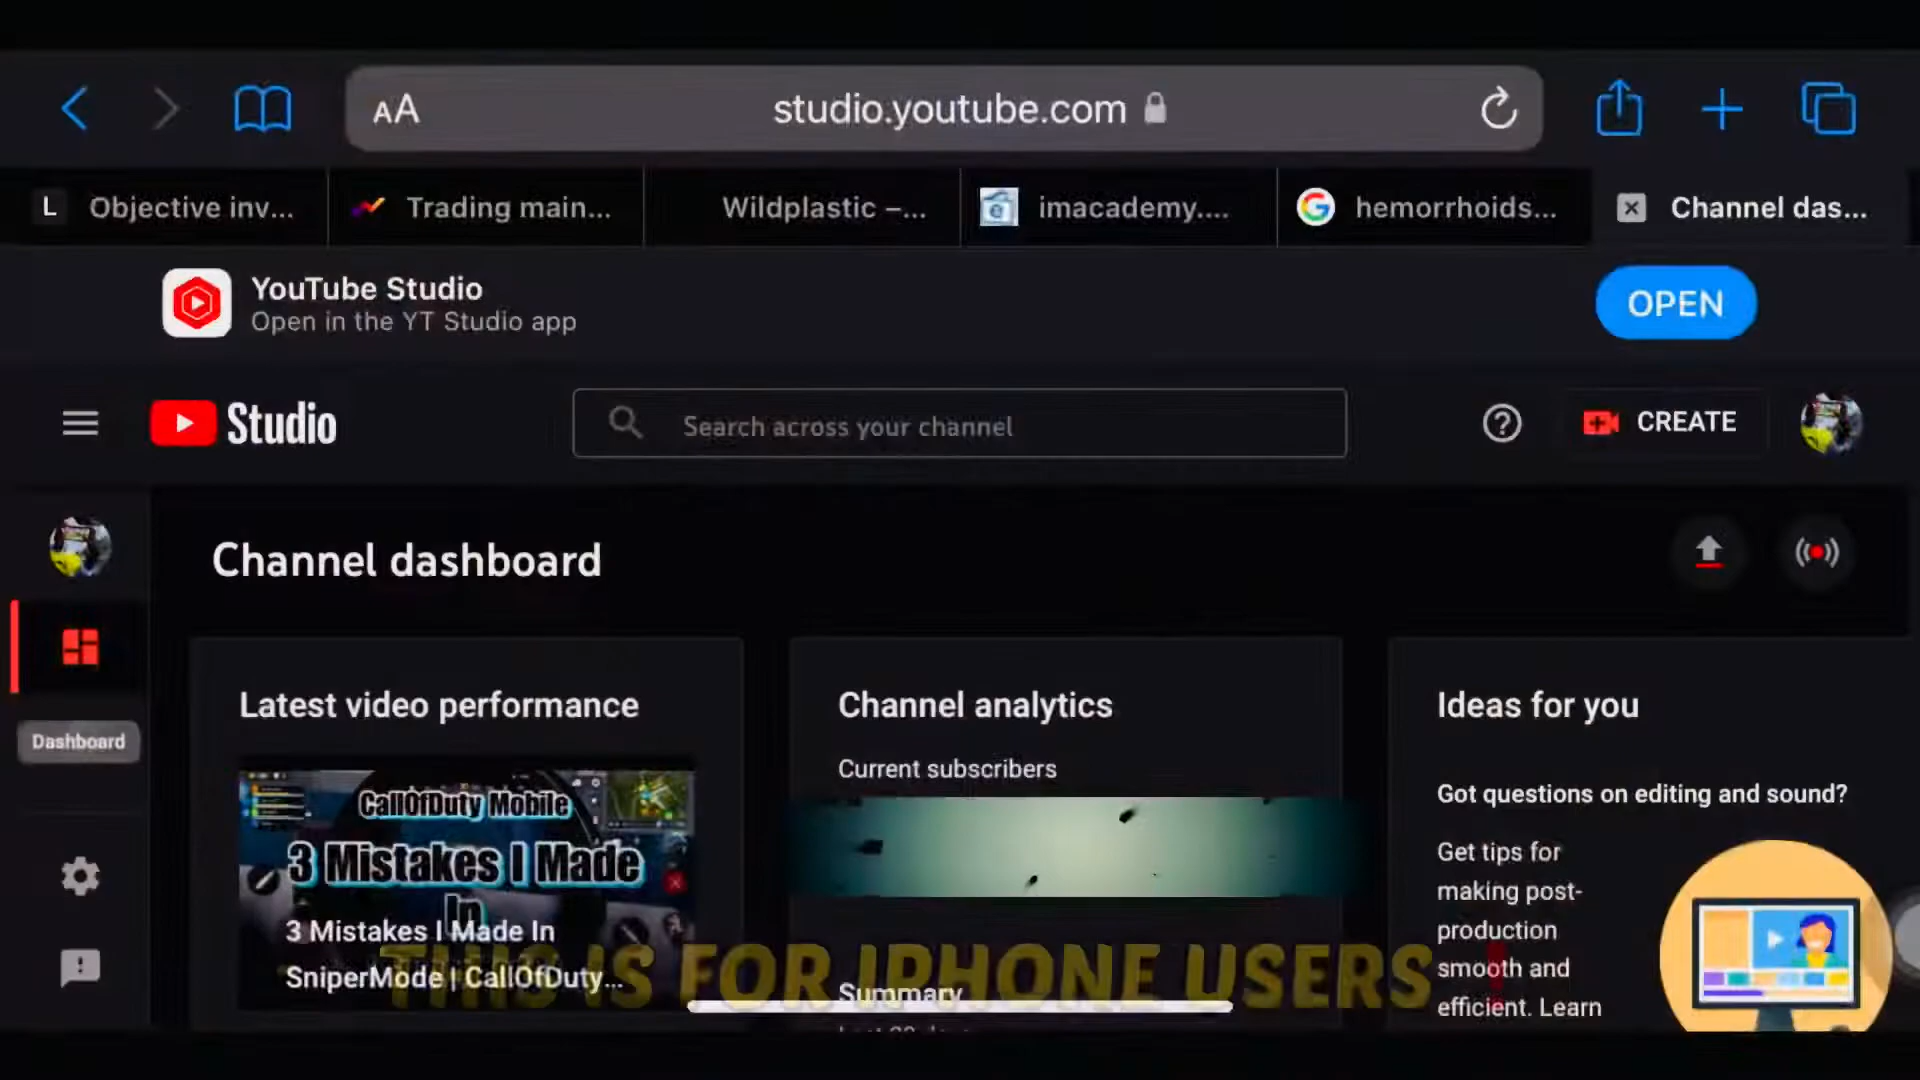 AA
studio.youtube.com
L Objective inv...
Trading main...
Wildplastic –...
imacademy....
hemorrhoids...
Channel das...
YouTube Studio
Open in the YT Studio app
OPEN
Studio
Search across your channel
CREATE
Channel dashboard
Dashboard
Latest video performance
CallOfDuty Mobile
3 Mistakes I Made
In
3 Mistakes I Made In
SniperMode | CallOfDuty...
Channel analytics
Current subscribers
Summary
Ideas for you
Got questions on editing and sound?
Get tips for
making post-
production
smooth and
efficient. Learn
THIS IS FOR IPHONE USERS !